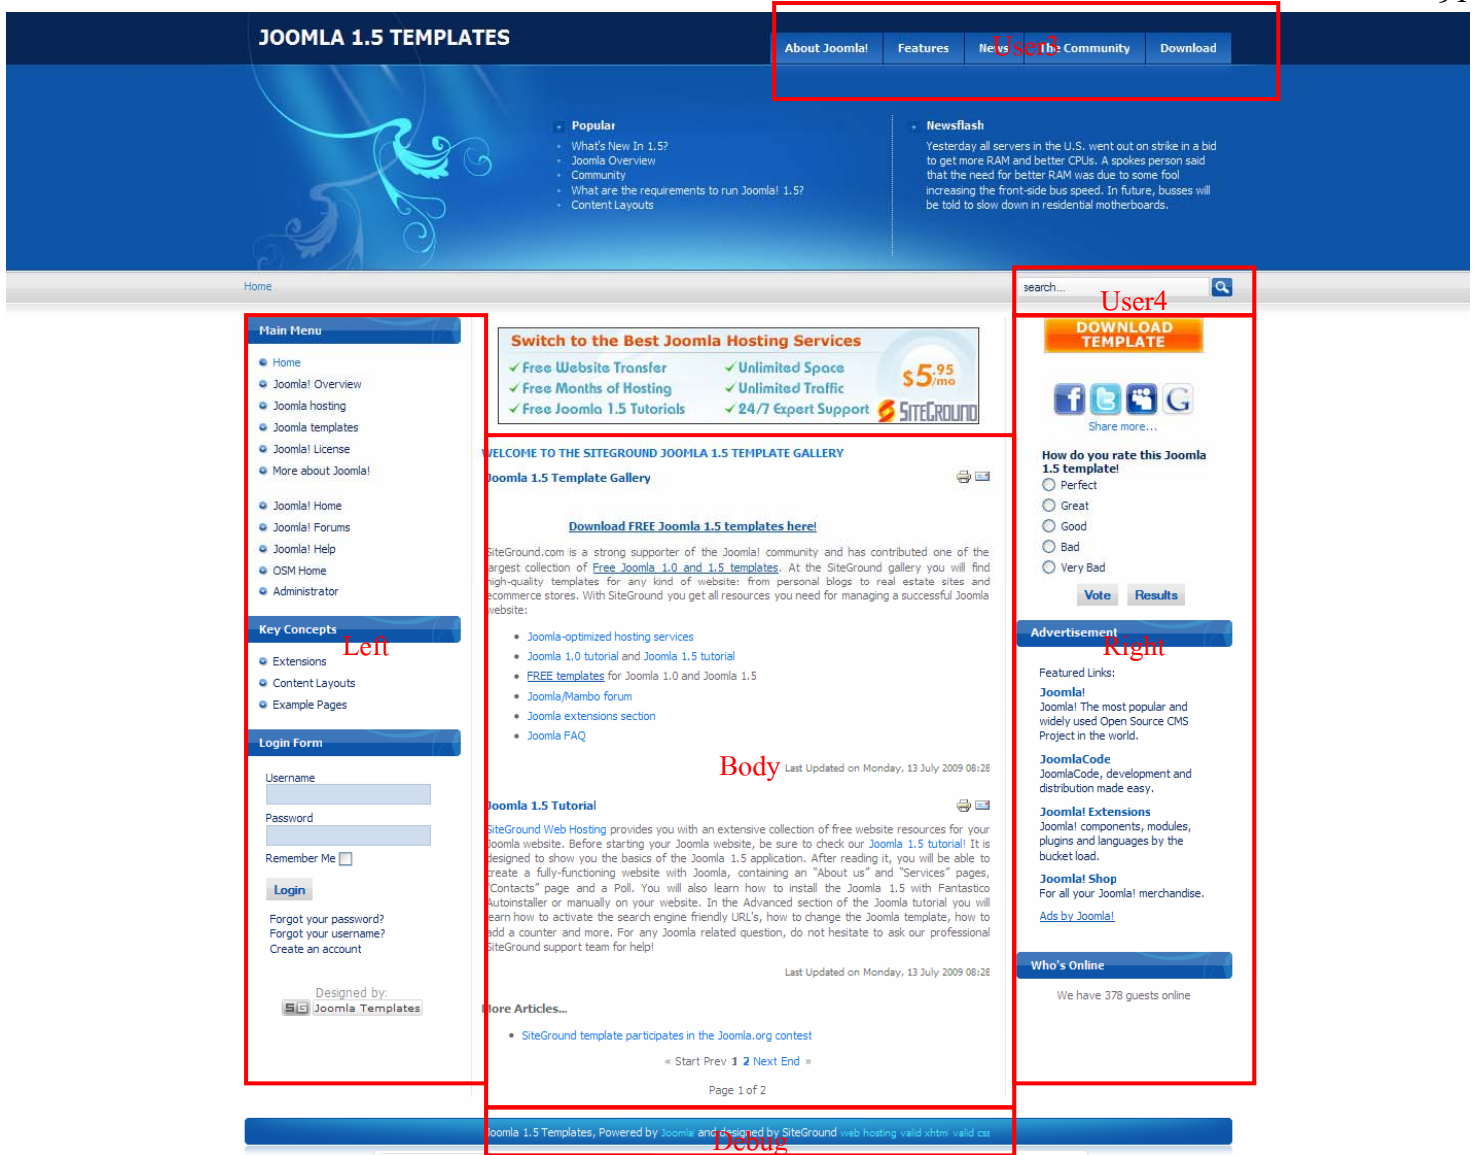 JOOMLA 1.5 TEMPLATES
About Joomla! Features News The Community Download
User3
Popular
What's New In 1.5?
Joomla Overview
Community
What are the requirements to run Joomla! 1.5?
Content Layouts
Newsflash
Yesterday all servers in the U.S. went out on strike in a bid
to get more RAM and better CPUs. A spokes person said
that the need for better RAM was due to some fool
increasing the front-side bus speed. In future, busses will
be told to slow down in residential motherboards.
Home
search...
User4
Main Menu
Home
Joomla! Overview
Joomla hosting
Joomla templates
Joomla! License
More about Joomla!
Joomla! Home
Joomla! Forums
Joomla! Help
OSM Home
Administrator
Key Concepts
Left
Extensions
Content Layouts
Example Pages
Login Form
Username
Password
Remember Me
Login
Forgot your password?
Forgot your username?
Create an account
Designed by:
SG Joomla Templates
Switch to the Best Joomla Hosting Services
✓ Free Website Transfer ✓ Unlimited Space
✓ Free Months of Hosting ✓ Unlimited Traffic
✓ Free Joomla 1.5 Tutorials ✓ 24/7 Expert Support
$5.95/mo
SITEGROUND
WELCOME TO THE SITEGROUND JOOMLA 1.5 TEMPLATE GALLERY
Joomla 1.5 Template Gallery
Download FREE Joomla 1.5 templates here!
SiteGround.com is a strong supporter of the Joomla! community and has contributed one of the
largest collection of Free Joomla 1.0 and 1.5 templates. At the SiteGround gallery you will find
high-quality templates for any kind of website: from personal blogs to real estate sites and
ecommerce stores. With SiteGround you get all resources you need for managing a successful Joomla
website:
• Joomla-optimized hosting services
• Joomla 1.0 tutorial and Joomla 1.5 tutorial
• FREE templates for Joomla 1.0 and Joomla 1.5
• Joomla/Mambo forum
• Joomla extensions section
• Joomla FAQ
Body
Last Updated on Monday, 13 July 2009 08:28
Joomla 1.5 Tutorial
SiteGround Web Hosting provides you with an extensive collection of free website resources for your
Joomla website. Before starting your Joomla website, be sure to check our Joomla 1.5 tutorial! It is
designed to show you the basics of the Joomla 1.5 application. After reading it, you will be able to
create a fully-functioning website with Joomla, containing an "About us" and "Services" pages,
"Contacts" page and a Poll. You will also learn how to install the Joomla 1.5 with Fantastico
Autoinstaller or manually on your website. In the Advanced section of the Joomla tutorial you will
learn how to activate the search engine friendly URL's, how to change the Joomla template, how to
add a counter and more. For any Joomla related question, do not hesitate to ask our professional
SiteGround support team for help!
Last Updated on Monday, 13 July 2009 08:28
More Articles...
• SiteGround template participates in the Joomla.org contest
« Start Prev 1 2 Next End »
Page 1 of 2
DOWNLOAD
TEMPLATE
Share more...
How do you rate this Joomla
1.5 template!
Perfect
Great
Good
Bad
Very Bad
Vote Results
Advertisement
Right
Featured Links:
Joomla!
Joomla! The most popular and
widely used Open Source CMS
Project in the world.
JoomlaCode
JoomlaCode, development and
distribution made easy.
Joomla! Extensions
Joomla! components, modules,
plugins and languages by the
bucket load.
Joomla! Shop
For all your Joomla! merchandise.
Ads by Joomla!
Who's Online
We have 378 guests online
Joomla 1.5 Templates, Powered by Joomla! and designed by SiteGround web hosting valid xhtml valid css
Debug